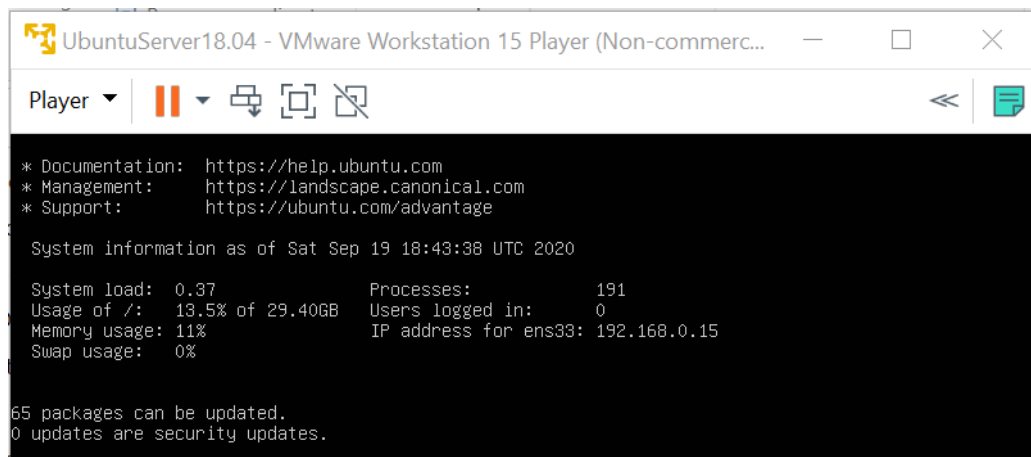 UbuntuServer18.04 - VMware Workstation 15 Player (Non-commerc...
Player
* Documentation: https://help.ubuntu.com
* Management: https://landscape.canonical.com
* Support: https://ubuntu.com/advantage
System information as of Sat Sep 19 18:43:38 UTC 2020
System load: 0.37 Processes: 191
Usage of /: 13.5% of 29.40GB Users logged in: 0
Memory usage: 11% IP address for ens33: 192.168.0.15
Swap usage: 0%
65 packages can be updated.
0 updates are security updates.